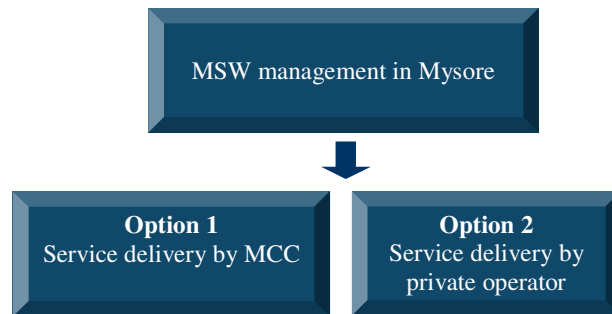 MSW management in Mysore
Option 1
Service delivery by MCC
Option 2
Service delivery by
private operator